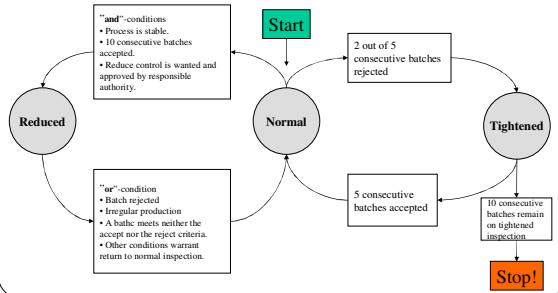 "and"-conditions
• Process is stable.
• 10 consecutive batches
accepted.
• Reduce control is wanted and
approved by responsible
authority.
Start
2 out of 5
consecutive batches
rejected
Reduced
Normal
Tightened
"or"-condition
• Batch rejected
• Irregular production
• A bathc meets neither the
accept nor the reject criteria.
• Other conditions warrant
return to normal inspection.
5 consecutive
batches accepted
10 consecutive
batches remain
on tightened
inspection
Stop!